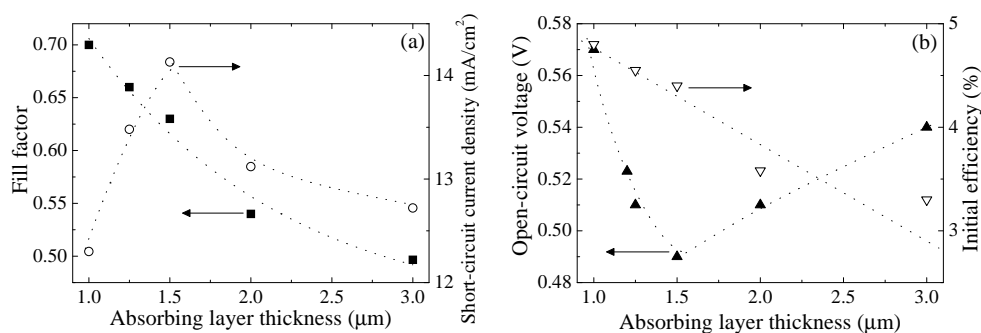 (a)
Fill factor
0.70
0.65
0.60
0.55
0.50
14
13
12
Short-circuit current density (mA/cm²)
1.0 1.5 2.0 2.5 3.0
Absorbing layer thickness (μm)
(b)
Open-circuit voltage (V)
0.58
0.56
0.54
0.52
0.50
0.48
5
4
3
Initial efficiency (%)
1.0 1.5 2.0 2.5 3.0
Absorbing layer thickness (μm)